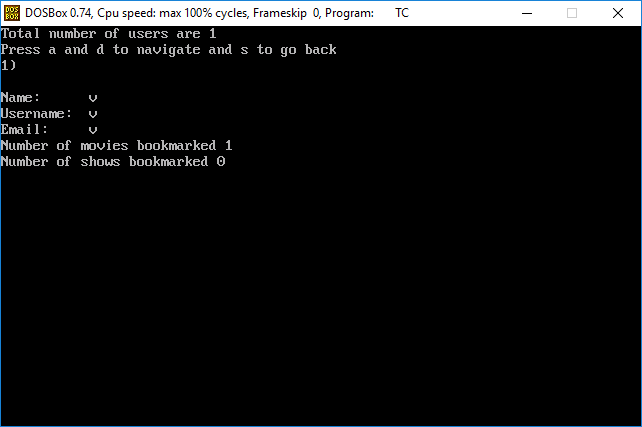 DOS BOX DOSBox 0.74, Cpu speed: max 100% cycles, Frameskip 0, Program: TC
Total number of users are 1
Press a and d to navigate and s to go back
1)
Name: v
Username: v
Email: v
Number of movies bookmarked 1
Number of shows bookmarked 0